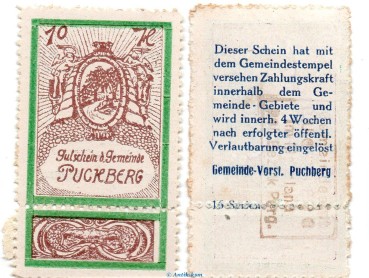 10 K
Gutschein d. Gemeinde
PUCHBERG
Dieser Schein hat mit
dem Gemeindestempel
versehen Zahlungskraft
innerhalb dem Ge-
meinde-Gebiete und
wird innerh. 4 Wochen
nach erfolgter öffentl.
Verlautbarung eingelöst
Gemeinde-Vorst. Puchberg.